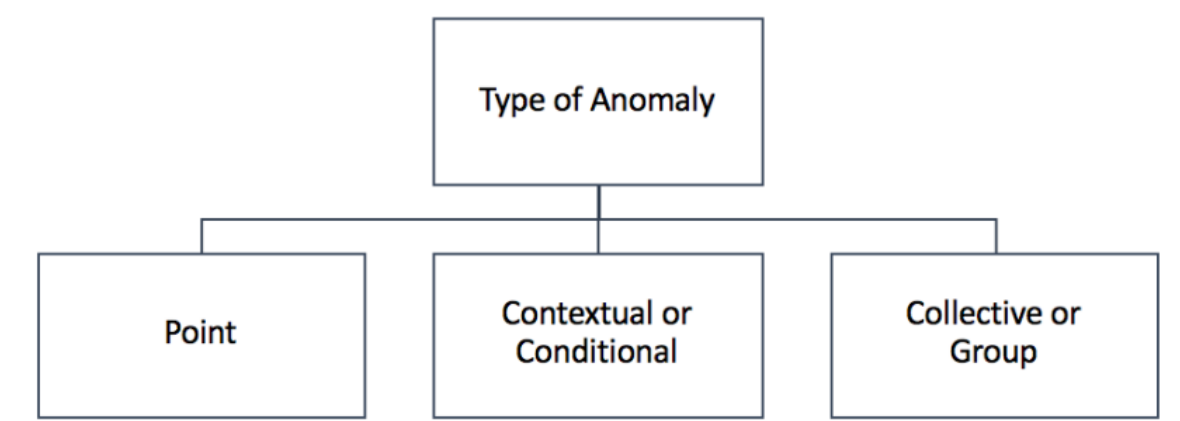 Type of Anomaly
Point
Contextual or
Conditional
Collective or
Group